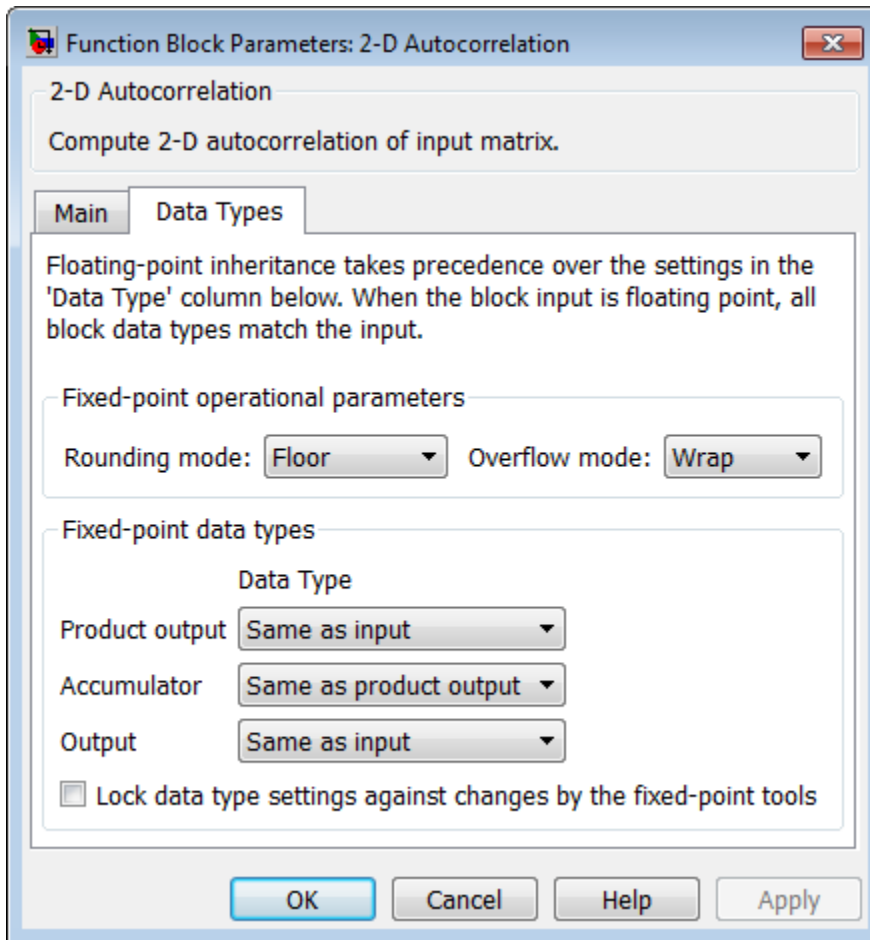 Function Block Parameters: 2-D Autocorrelation
2-D Autocorrelation
Compute 2-D autocorrelation of input matrix.
Main Data Types
Floating-point inheritance takes precedence over the settings in the
'Data Type' column below. When the block input is floating point, all
block data types match the input.
Fixed-point operational parameters
Rounding mode: Floor Overflow mode: Wrap
Fixed-point data types
Data Type
Product output Same as input
Accumulator Same as product output
Output Same as input
Lock data type settings against changes by the fixed-point tools
OK Cancel Help Apply